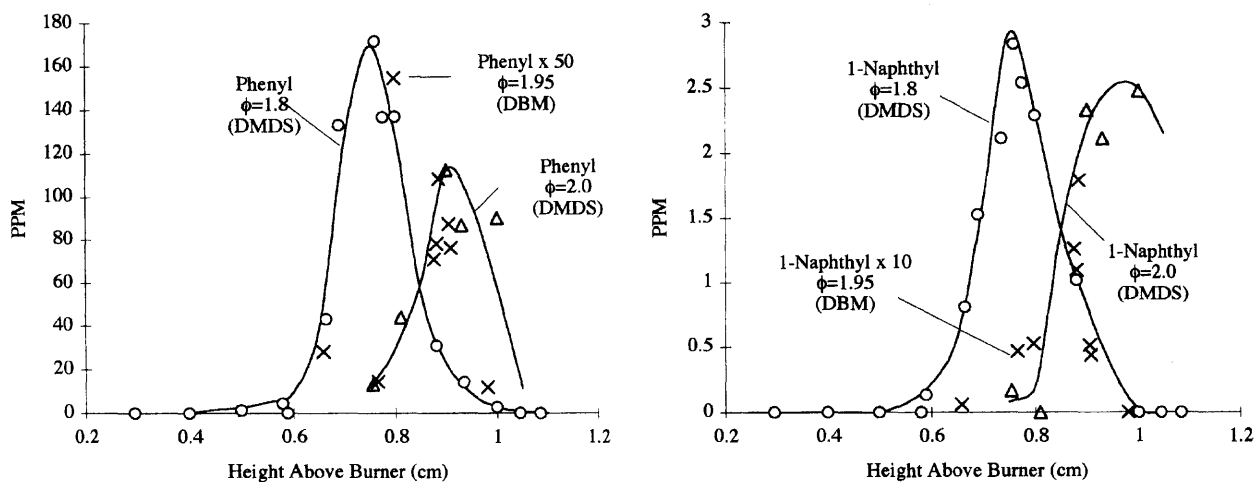 180
160
140
120
100
80
60
40
20
0
PPM
0.2
0.4
0.6
0.8
1
1.2
Height Above Burner (cm)
Phenyl
ϕ=1.8
(DMDS)
Phenyl x 50
ϕ=1.95
(DBM)
Phenyl
ϕ=2.0
(DMDS)
3
2.5
2
1.5
1
0.5
0
PPM
0.2
0.4
0.6
0.8
1
1.2
Height Above Burner (cm)
1-Naphthyl
ϕ=1.8
(DMDS)
1-Naphthyl x 10
ϕ=1.95
(DBM)
1-Naphthyl
ϕ=2.0
(DMDS)